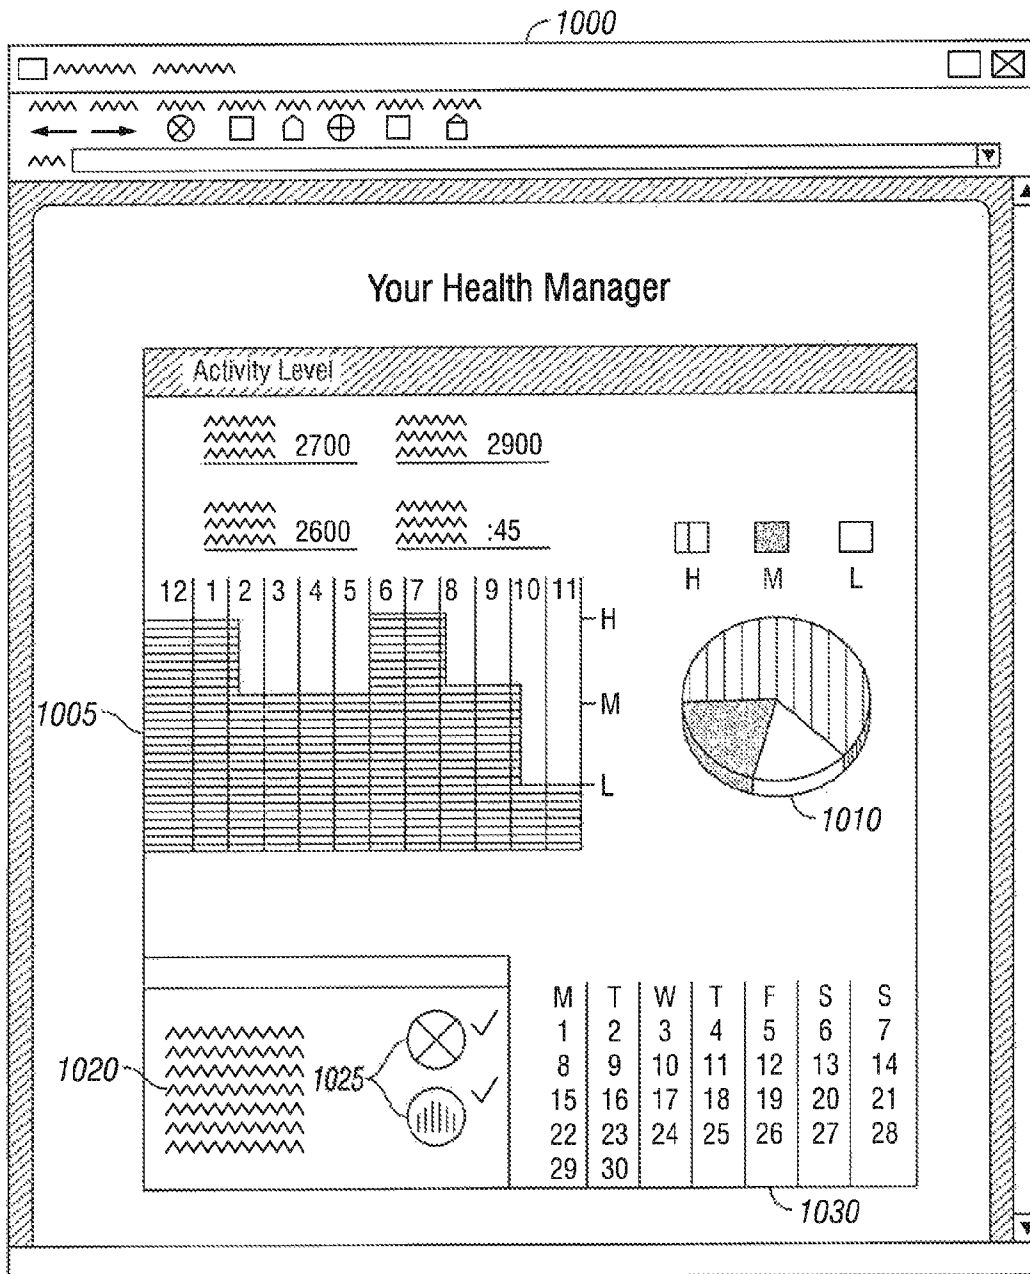 1000
Your Health Manager
Activity Level
2700 2900
2600 :45
H M L
12 1 2 3 4 5 6 7 8 9 10 11
H
1005
M
L
1010
M T W T F S S
1 2 3 4 5 6 7
8 9 10 11 12 13 14
15 16 17 18 19 20 21
22 23 24 25 26 27 28
29 30
1020
1025
1030